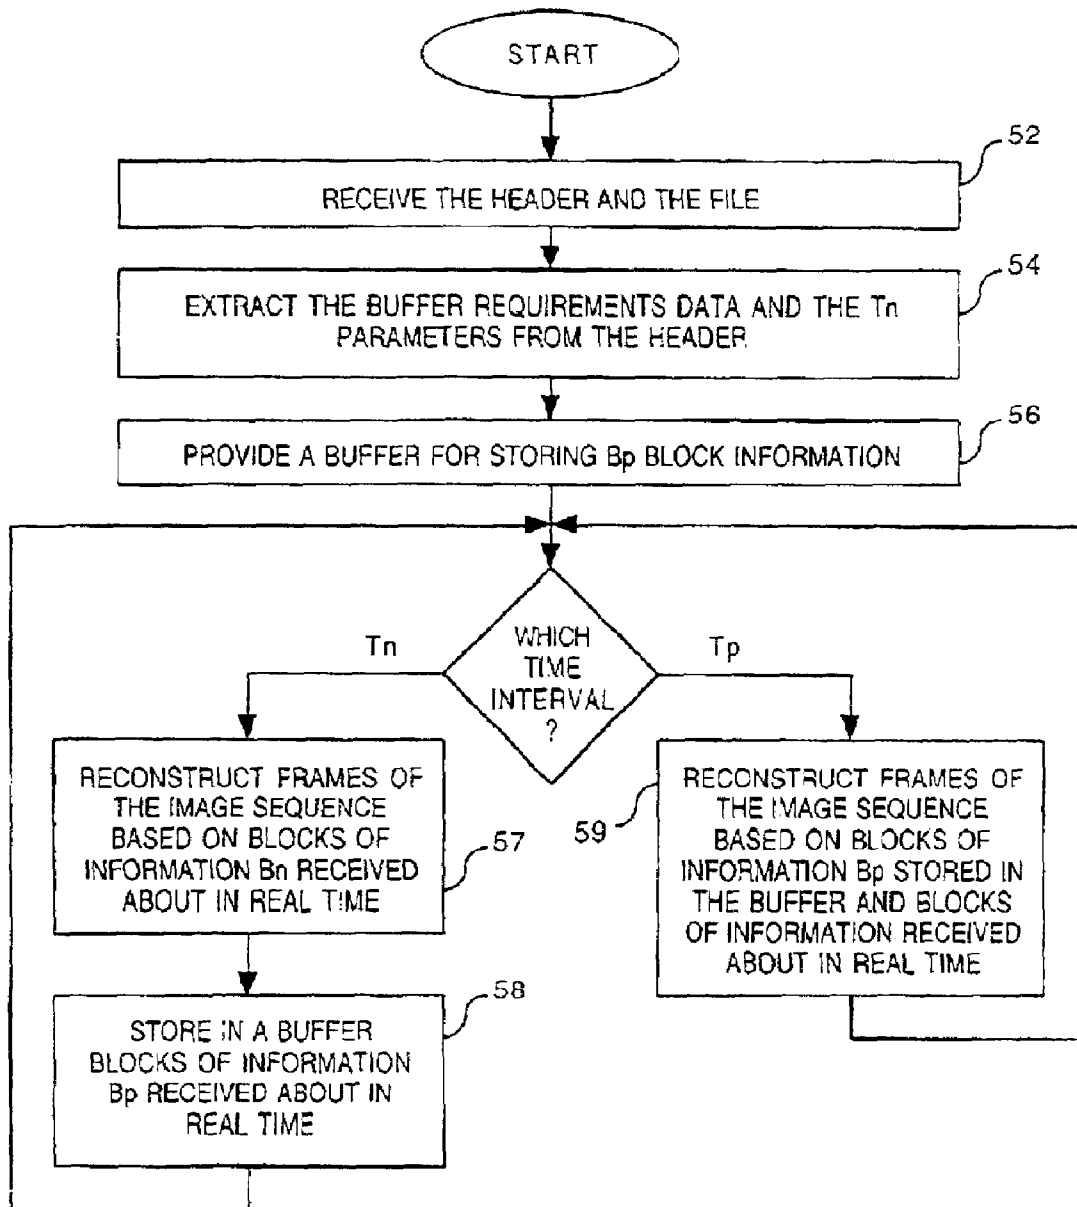 START
52
RECEIVE THE HEADER AND THE FILE
54
EXTRACT THE BUFFER REQUIREMENTS DATA AND THE Tn
PARAMETERS FROM THE HEADER
56
PROVIDE A BUFFER FOR STORING Bp BLOCK INFORMATION
Tn
WHICH
TIME
INTERVAL
?
Tp
RECONSTRUCT FRAMES OF
THE IMAGE SEQUENCE
BASED ON BLOCKS OF
INFORMATION Bn RECEIVED
ABOUT IN REAL TIME
57
59
RECONSTRUCT FRAMES OF
THE IMAGE SEQUENCE
BASED ON BLOCKS OF
INFORMATION Bp STORED IN
THE BUFFER AND BLOCKS
OF INFORMATION RECEIVED
ABOUT IN REAL TIME
58
STORE IN A BUFFER
BLOCKS OF INFORMATION
Bp RECEIVED ABOUT IN
REAL TIME